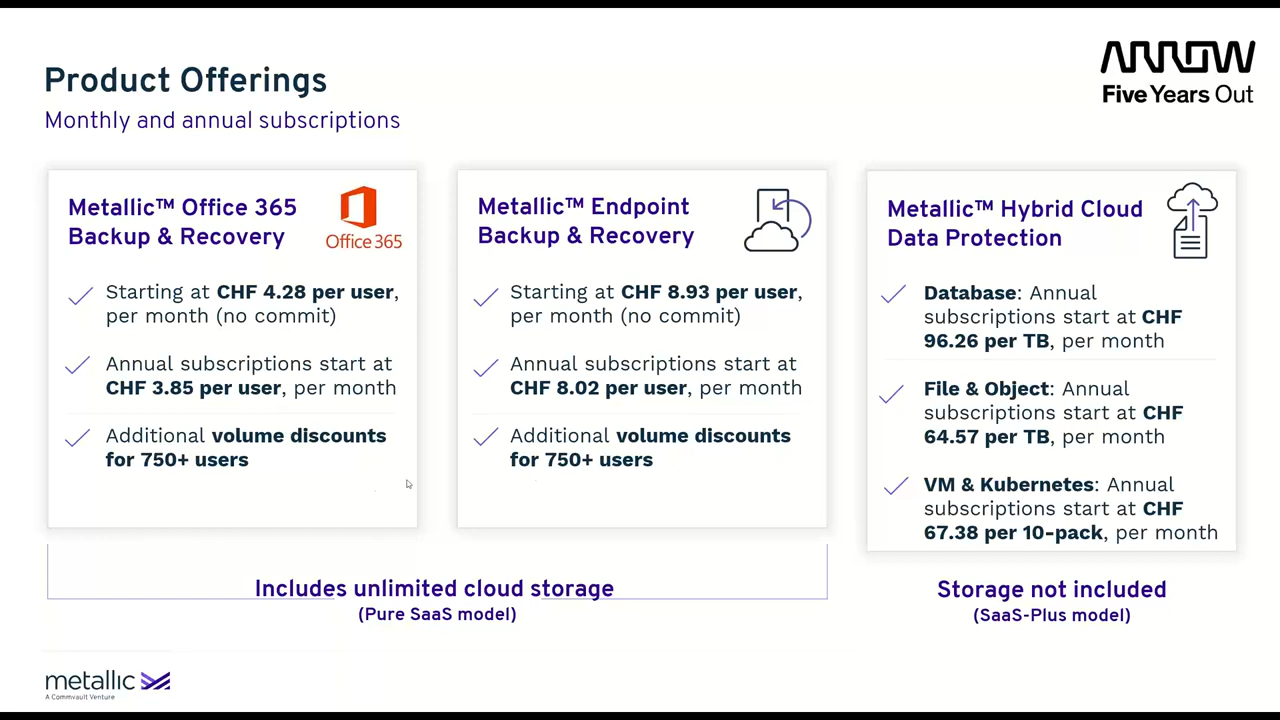 Product Offerings
Monthly and annual subscriptions
ARROW
Five Years Out
Metallic™ Office 365
Backup & Recovery
Office 365
Starting at CHF 4.28 per user,
per month (no commit)
Annual subscriptions start at
CHF 3.85 per user, per month
Additional volume discounts
for 750+ users
Metallic™ Endpoint
Backup & Recovery
Starting at CHF 8.93 per user,
per month (no commit)
Annual subscriptions start at
CHF 8.02 per user, per month
Additional volume discounts
for 750+ users
Metallic™ Hybrid Cloud
Data Protection
Database: Annual
subscriptions start at CHF
96.26 per TB, per month
File & Object: Annual
subscriptions start at CHF
64.57 per TB, per month
VM & Kubernetes: Annual
subscriptions start at CHF
67.38 per 10-pack, per month
Includes unlimited cloud storage
(Pure SaaS model)
Storage not included
(SaaS-Plus model)
metallic
A Commvault Venture